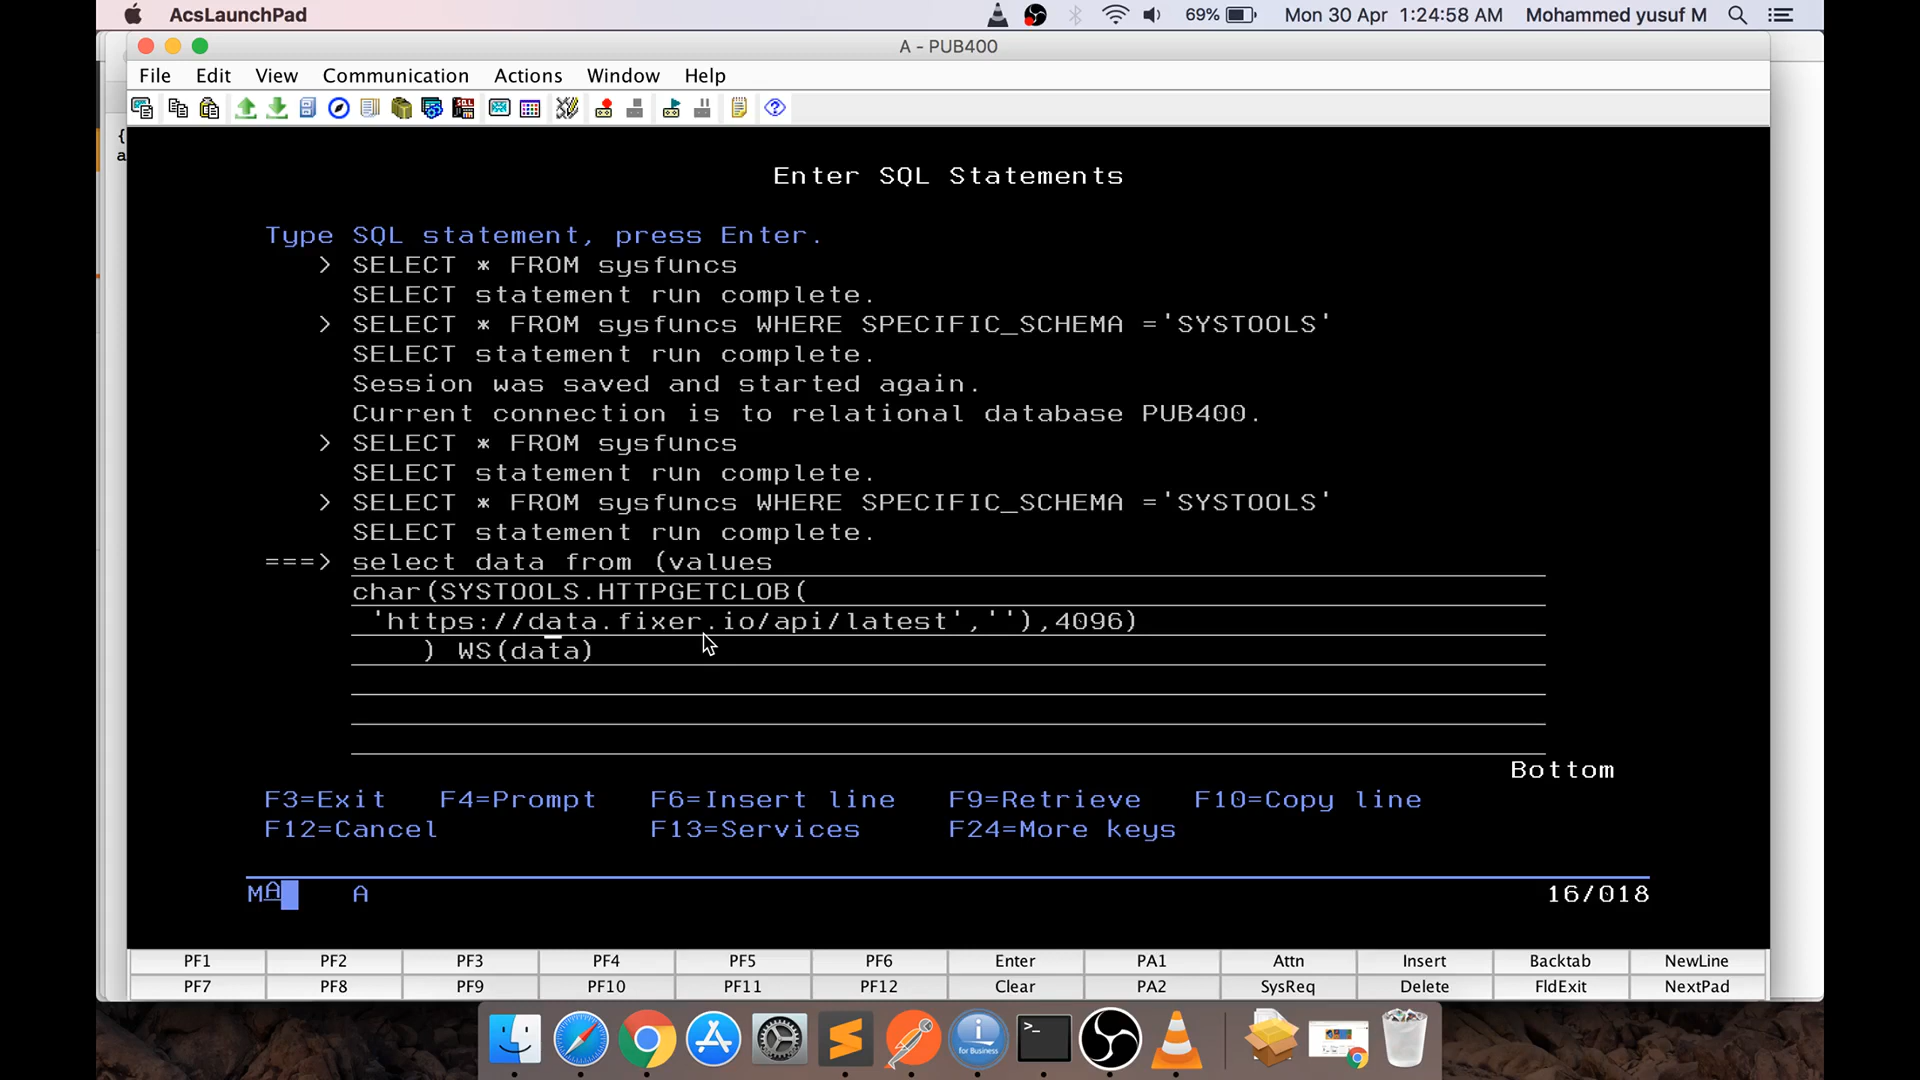 AcsLaunchPad 69% Mon 30 Apr 1:24:58 AM Mohammed yusuf M
A - PUB400
File Edit View Communication Actions Window Help
{
a
Enter SQL Statements
Type SQL statement, press Enter.
> SELECT * FROM sysfuncs
SELECT statement run complete.
> SELECT * FROM sysfuncs WHERE SPECIFIC_SCHEMA ='SYSTOOLS'
SELECT statement run complete.
Session was saved and started again.
Current connection is to relational database PUB400.
> SELECT * FROM sysfuncs
SELECT statement run complete.
> SELECT * FROM sysfuncs WHERE SPECIFIC_SCHEMA ='SYSTOOLS'
SELECT statement run complete.
===> select data from (values
char(SYSTOOLS.HTTPGETCLOB(
'https://data.fixer.io/api/latest',''),4096)
) WS(data)
Bottom
F3=Exit F4=Prompt F6=Insert line F9=Retrieve F10=Copy line
F12=Cancel F13=Services F24=More keys
MA A 16/018
PF1 PF2 PF3 PF4 PF5 PF6 Enter PA1 Attn Insert Backtab NewLine
PF7 PF8 PF9 PF10 PF11 PF12 Clear PA2 SysReq Delete FldExit NextPad
for Business